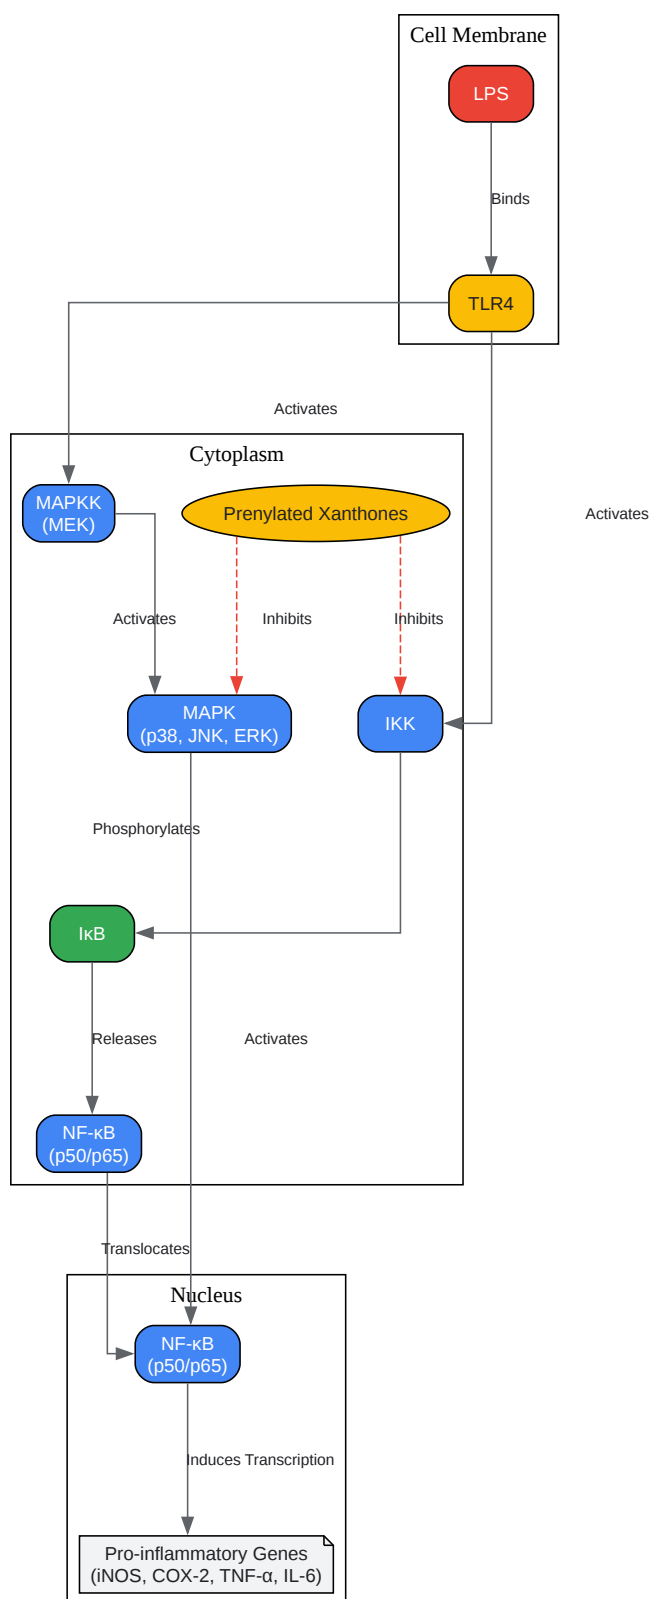 Cell Membrane
LPS
Binds
TLR4
Activates
Cytoplasm
MAPKK
(MEK)
Prenylated Xanthones
Activates
Activates
Inhibits
Inhibits
MAPK
(p38, JNK, ERK)
IKK
Phosphorylates
IκB
Releases
Activates
NF-κB
(p50/p65)
Translocates
Nucleus
NF-κB
(p50/p65)
Induces Transcription
Pro-inflammatory Genes
(iNOS, COX-2, TNF-α, IL-6)